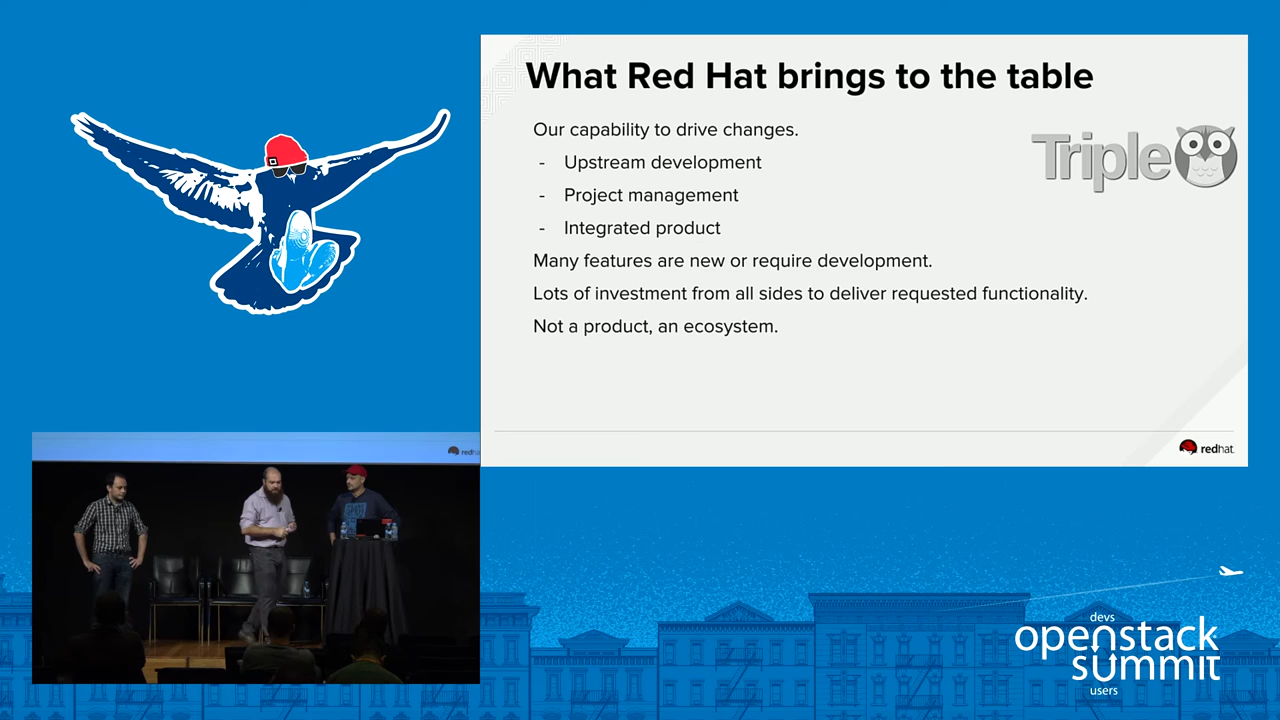 What Red Hat brings to the table
Our capability to drive changes.
- Upstream development
- Project management
- Integrated product
Many features are new or require development.
Lots of investment from all sides to deliver requested functionality.
Not a product, an ecosystem.
Triple
redhat.
redha
devs
openstack
summit
users